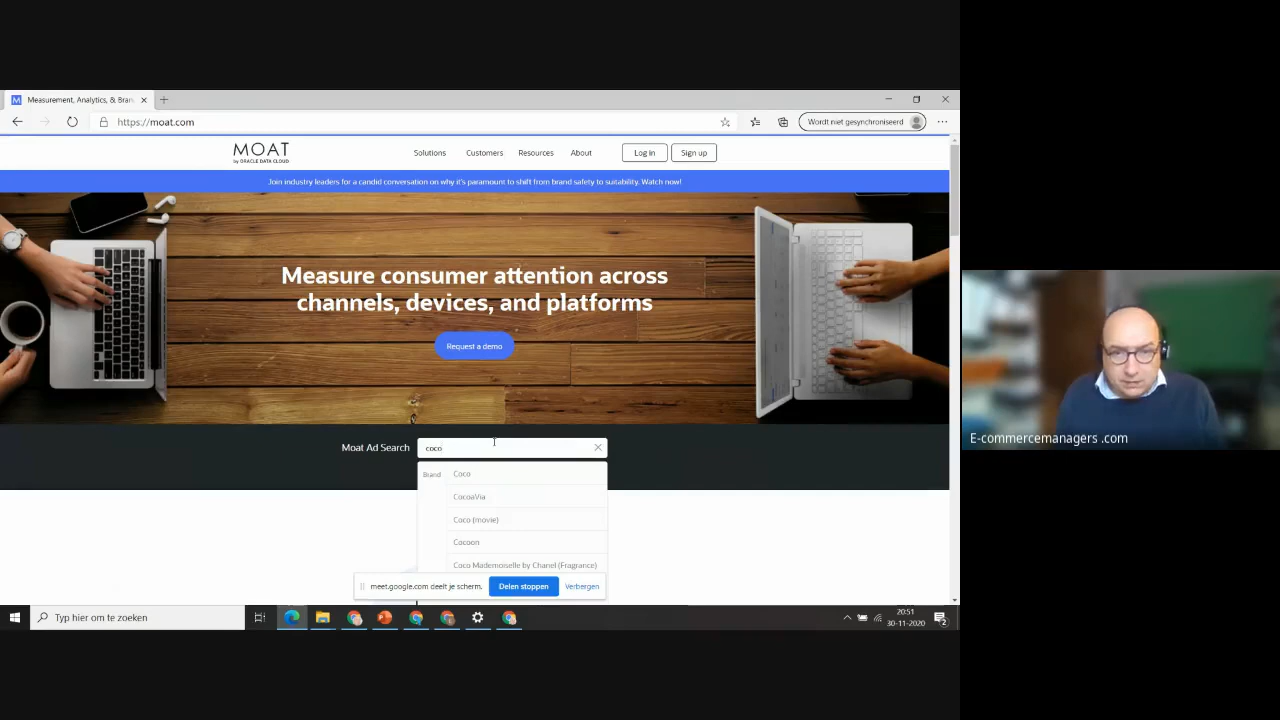 Measurement, Analytics, & Bran
https://moat.com
Wordt niet gesynchroniseerd
MOAT
by ORACLE DATA CLOUD
Solutions
Customers
Resources
About
Log in
Sign up
Join industry leaders for a candid conversation on why it's paramount to shift from brand safety to suitability. Watch now!
Measure consumer attention across
channels, devices, and platforms
Request a demo
Moat Ad Search
coco
Brand
Coco
CocoaVia
Coco (movie)
Cocoon
Coco Mademoiselle by Chanel (Fragrance)
meet.google.com deelt je scherm.
Delen stoppen
Verbergen
Typ hier om te zoeken
20:51
30-11-2020
2
E-commercemanagers .com